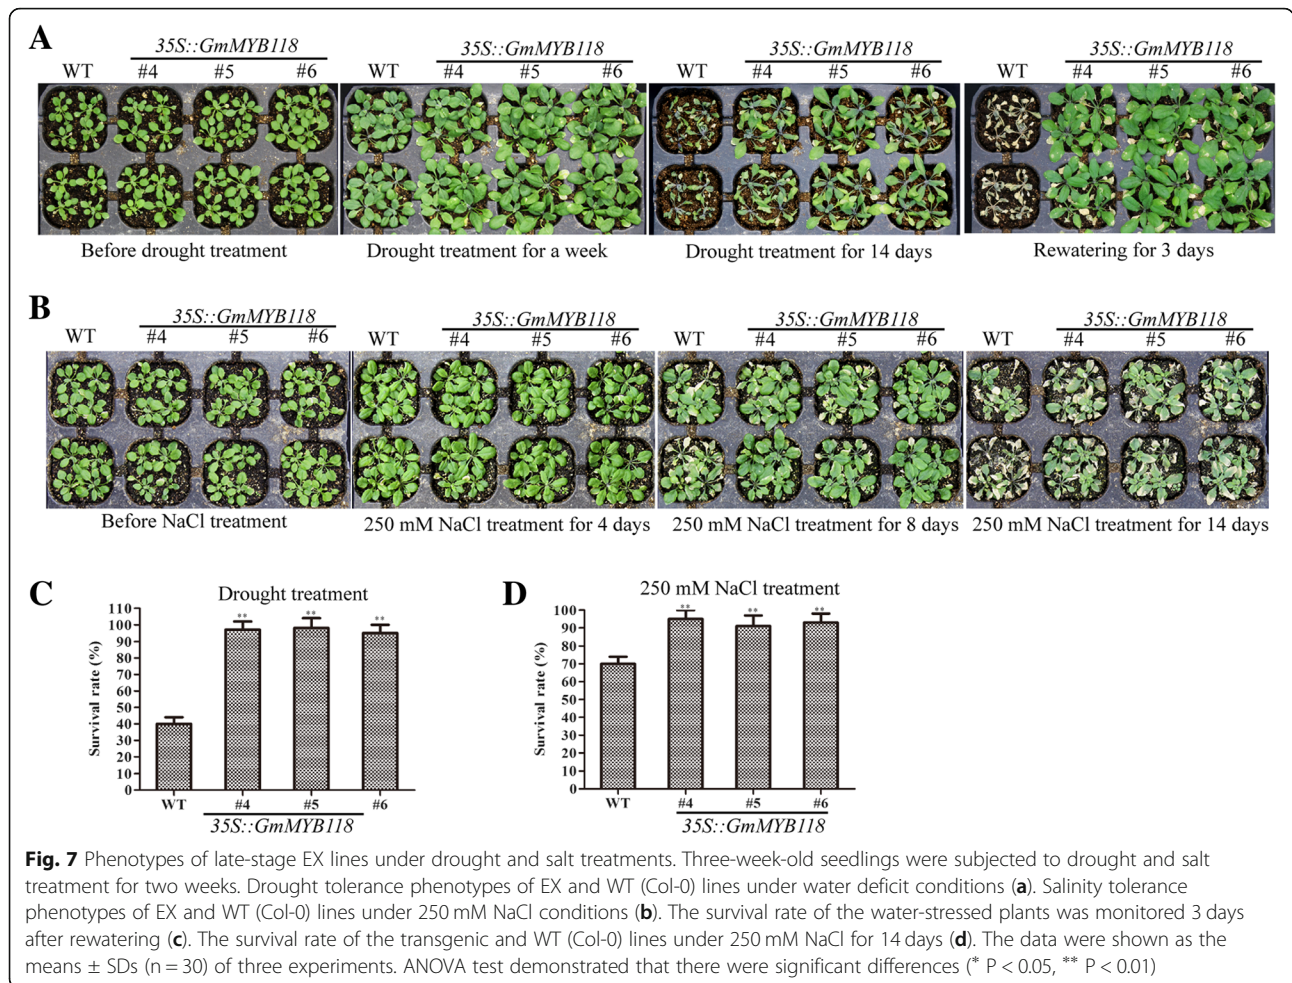 A
35S::GmMYB118
35S::GmMYB118
35S::GmMYB118
35S::GmMYB118
WT #4 #5 #6
WT #4 #5 #6
WT #4 #5 #6
WT #4 #5 #6
Before drought treatment
Drought treatment for a week
Drought treatment for 14 days
Rewatering for 3 days
B
35S::GmMYB118
35S::GmMYB118
35S::GmMYB118
35S::GmMYB118
WT #4 #5 #6
WT #4 #5 #6
WT #4 #5 #6
WT #4 #5 #6
Before NaCl treatment
250 mM NaCl treatment for 4 days
250 mM NaCl treatment for 8 days
250 mM NaCl treatment for 14 days
C
Drought treatment
Survival rate (%)
110
100
90
80
70
60
50
40
30
20
10
0
** ** **
WT #4 #5 #6
35S::GmMYB118
D
250 mM NaCl treatment
Survival rate (%)
100
90
80
70
60
50
40
30
20
10
0
** ** **
WT #4 #5 #6
35S::GmMYB118
Fig. 7 Phenotypes of late-stage EX lines under drought and salt treatments. Three-week-old seedlings were subjected to drought and salt
treatment for two weeks. Drought tolerance phenotypes of EX and WT (Col-0) lines under water deficit conditions (a). Salinity tolerance
phenotypes of EX and WT (Col-0) lines under 250 mM NaCl conditions (b). The survival rate of the water-stressed plants was monitored 3 days
after rewatering (c). The survival rate of the transgenic and WT (Col-0) lines under 250 mM NaCl for 14 days (d). The data were shown as the
means ± SDs (n = 30) of three experiments. ANOVA test demonstrated that there were significant differences (* P < 0.05, ** P < 0.01)